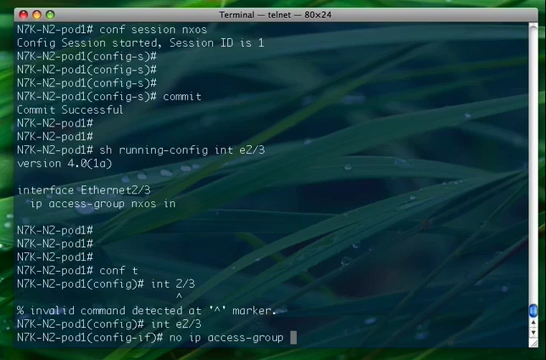 Terminal — telnet — 80×24
N7K-N2-pod1# conf session nxos
Config Session started, Session ID is 1
N7K-N2-pod1(config-s)#
N7K-N2-pod1(config-s)#
N7K-N2-pod1(config-s)#
N7K-N2-pod1(config-s)# commit
Commit Successful
N7K-N2-pod1#
N7K-N2-pod1#
N7K-N2-pod1# sh running-config int e2/3
version 4.0(1a)
interface Ethernet2/3
  ip access-group nxos in
N7K-N2-pod1#
N7K-N2-pod1#
N7K-N2-pod1#
N7K-N2-pod1# conf t
N7K-N2-pod1(config)# int 2/3
^
% invalid command detected at '^' marker.
N7K-N2-pod1(config)# int e2/3
N7K-N2-pod1(config-if)# no ip access-group